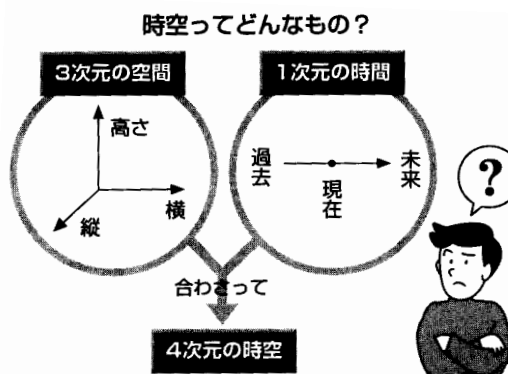 時空ってどんなもの?
3次元の空間
1次元の時間
高さ
横
縦
過去
現在
未来
?
合わさって
4次元の時空